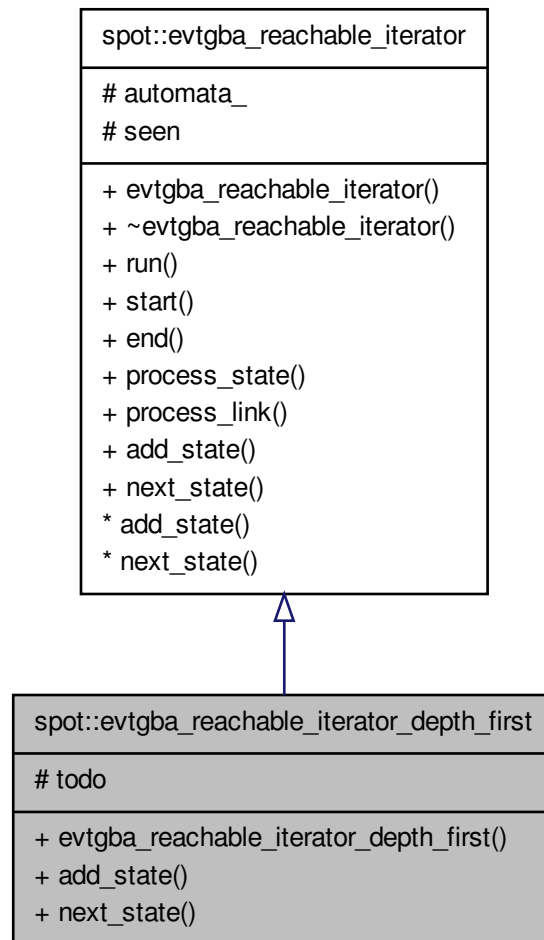 spot::evtgba_reachable_iterator
# automata_
# seen
+ evtgba_reachable_iterator()
+ ~evtgba_reachable_iterator()
+ run()
+ start()
+ end()
+ process_state()
+ process_link()
+ add_state()
+ next_state()
* add_state()
* next_state()
spot::evtgba_reachable_iterator_depth_first
# todo
+ evtgba_reachable_iterator_depth_first()
+ add_state()
+ next_state()